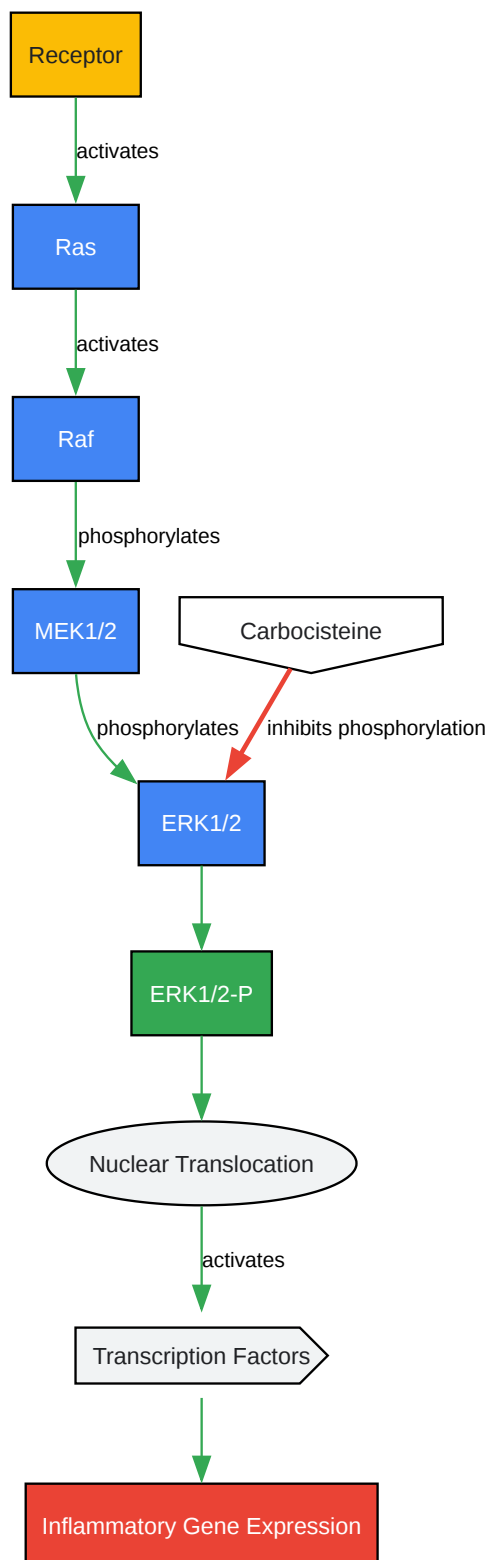 Receptor
activates
Ras
activates
Raf
phosphorylates
MEK1/2
Carbocisteine
phosphorylates
inhibits phosphorylation
ERK1/2
ERK1/2-P
Nuclear Translocation
activates
Transcription Factors
Inflammatory Gene Expression